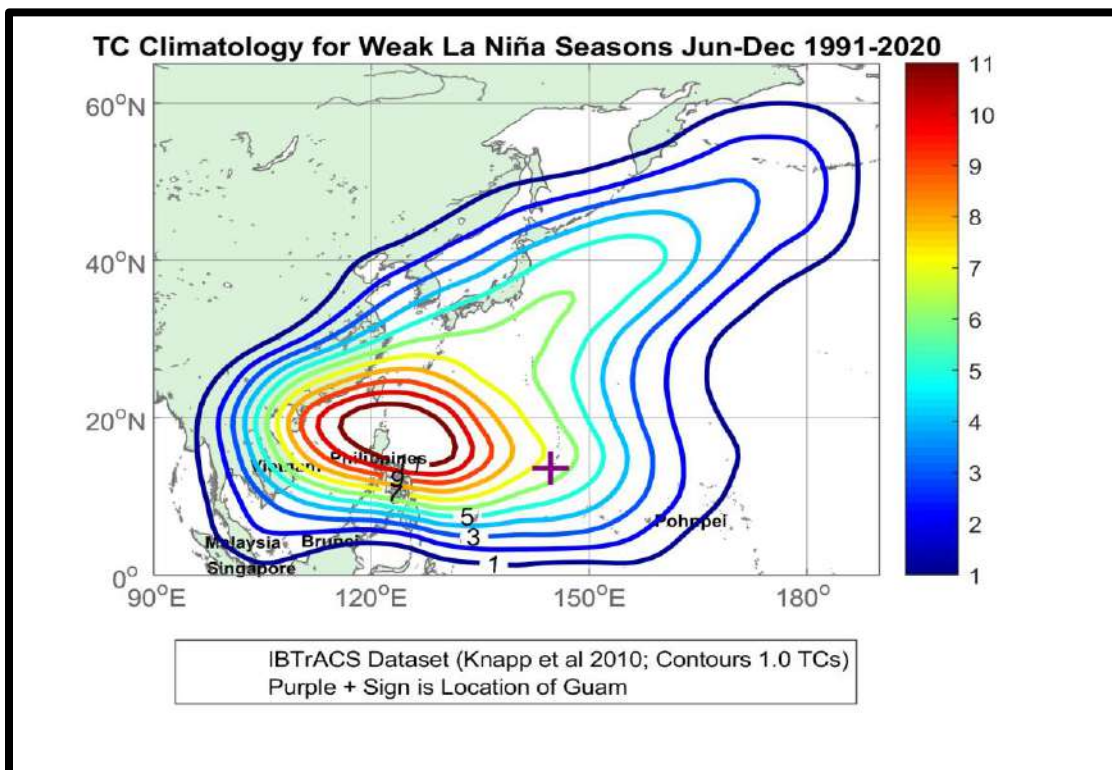 TC Climatology for Weak La Niña Seasons Jun-Dec 1991-2020
11
60°N
10
9
8
40°N
7
6
5
20°N
Philippines
Vietnam
11
9
7
4
5
Pohnpei
3
3
Malaysia
Brunei
2
Singapore
1
1
0°
90°E
120°E
150°E
180°
IBTrACS Dataset (Knapp et al 2010; Contours 1.0 TCs)
Purple + Sign is Location of Guam